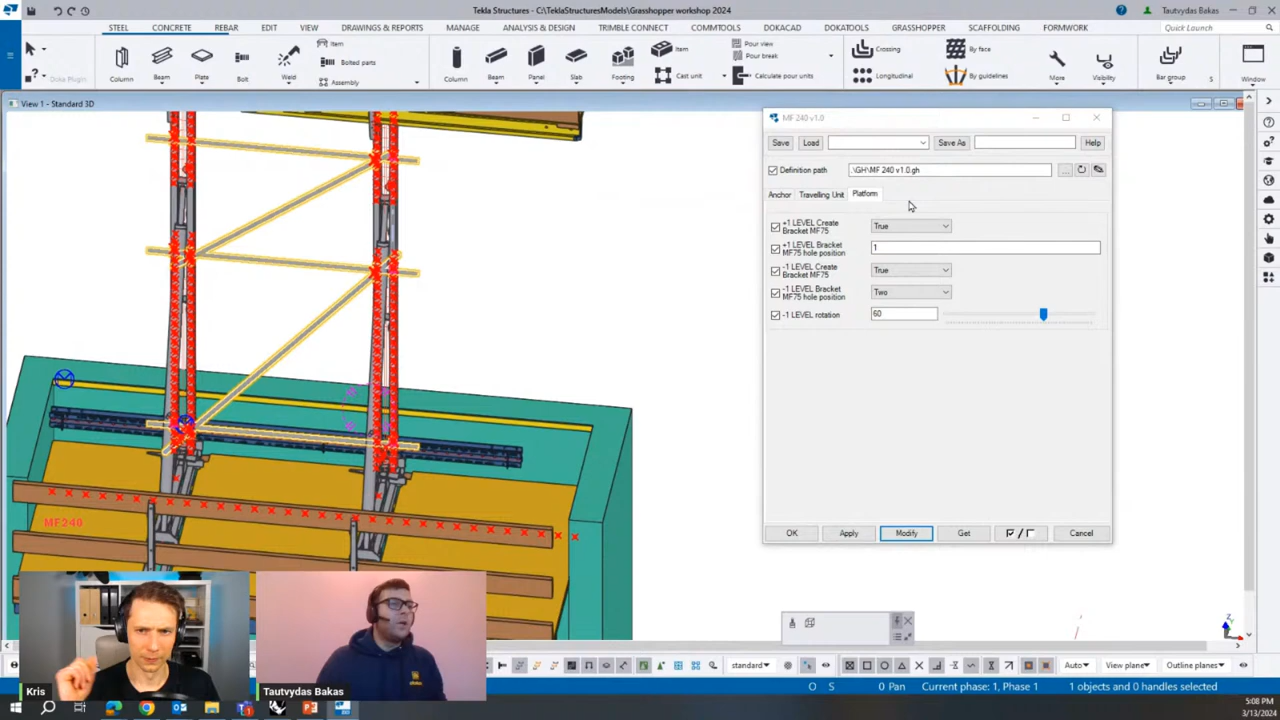 Tekla Structures - C:\TeklaStructuresModels\Grasshopper workshop 2024
Tautvydas Bakas
STEEL CONCRETE REBAR EDIT VIEW DRAWINGS & REPORTS MANAGE ANALYSIS & DESIGN TRIMBLE CONNECT COMMTOOLS DOKACAD DOKATOOLS GRASSHOPPER SCAFFOLDING FORMWORK Quick Launch
Item
Bolted parts
Assembly
Column Beam Plate Bolt Weld
Column Beam Panel Slab Footing
Item
Cast unit
Pour view
Pour break
Calculate pour units
Crossing
Longitudinal
By face
By guidelines
More Visibility Bar group S Window
View 1 - Standard 3D
MF 240 v1.0
Save Load Save As Help
Definition path .\GH\MF 240 v1.0.gh ...
Anchor Travelling Unit Platform
+1 LEVEL Create Bracket MF75 True
+1 LEVEL Bracket MF75 hole position 1
-1 LEVEL Create Bracket MF75 True
-1 LEVEL Bracket MF75 hole position Two
-1 LEVEL rotation 60
OK Apply Modify Get / Cancel
MF240
Kris
Tautvydas Bakas
standard Auto View plane Outline planes
O S 0 Pan Current phase: 1, Phase 1 1 objects and 0 handles selected
5:08 PM
3/13/2024